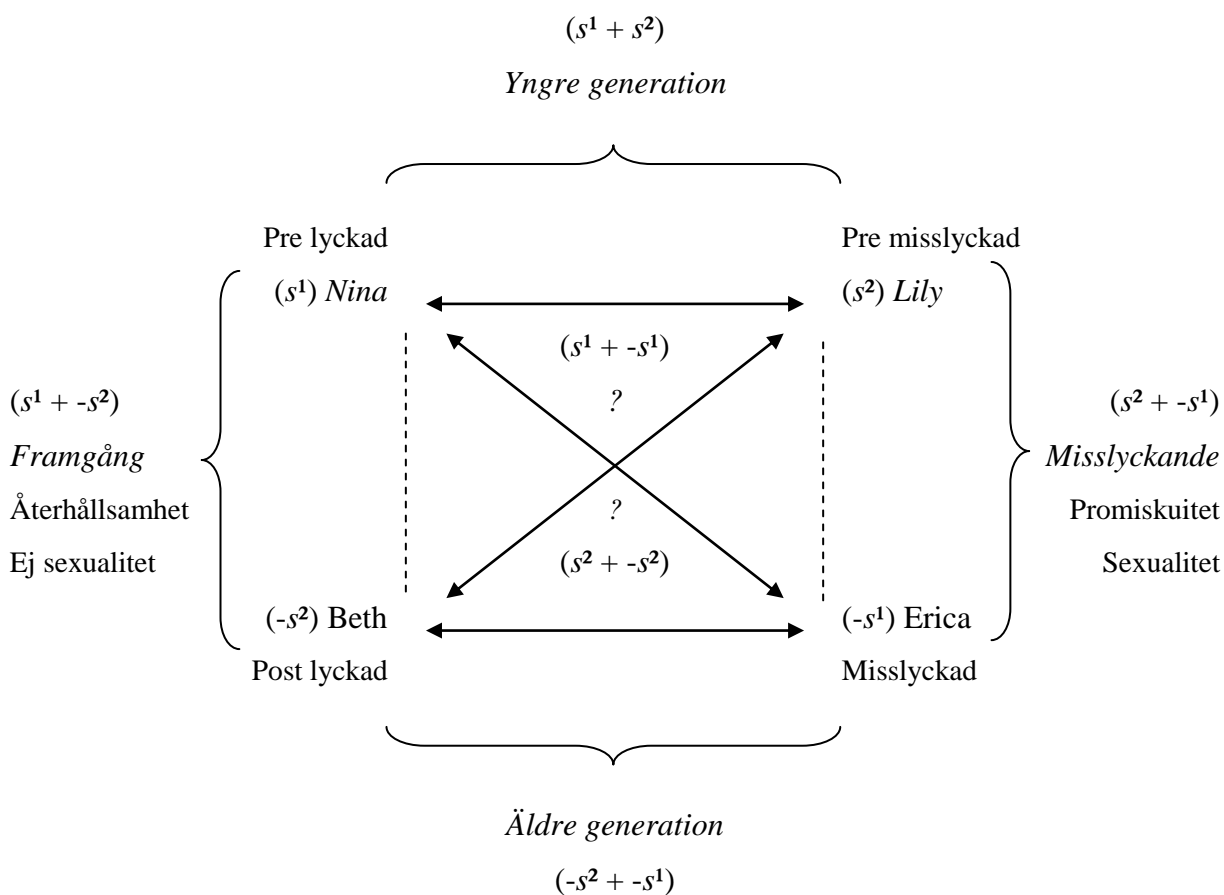 (s¹ + s²)
Yngre generation
Pre lyckad
Pre misslyckad
(s¹) Nina
(s²) Lily
(s¹ + -s¹)
?
(s¹ + -s²)
Framgång
Återhållsamhet
Ej sexualitet
(s² + -s¹)
Misslyckande
Promiskuitet
Sexualitet
?
(s² + -s²)
(-s²) Beth
(-s¹) Erica
Post lyckad
Misslyckad
Äldre generation
(-s² + -s¹)